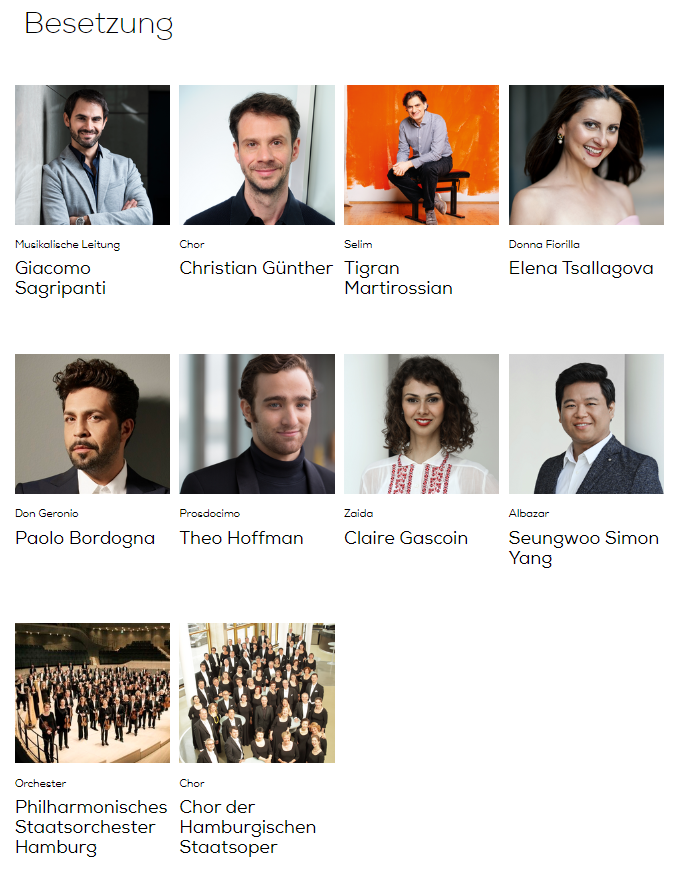 Besetzung
Musikalische Leitung
Giacomo
Sagripanti
Chor
Christian Günther
Selim
Tigran
Martirossian
Donna Fiorilla
Elena Tsallagova
Don Geronio
Paolo Bordogna
Prosdocimo
Theo Hoffman
Zaida
Claire Gascoin
Albazar
Seungwoo Simon
Yang
Orchester
Philharmonisches
Staatsorchester
Hamburg
Chor
Chor der
Hamburgischen
Staatsoper